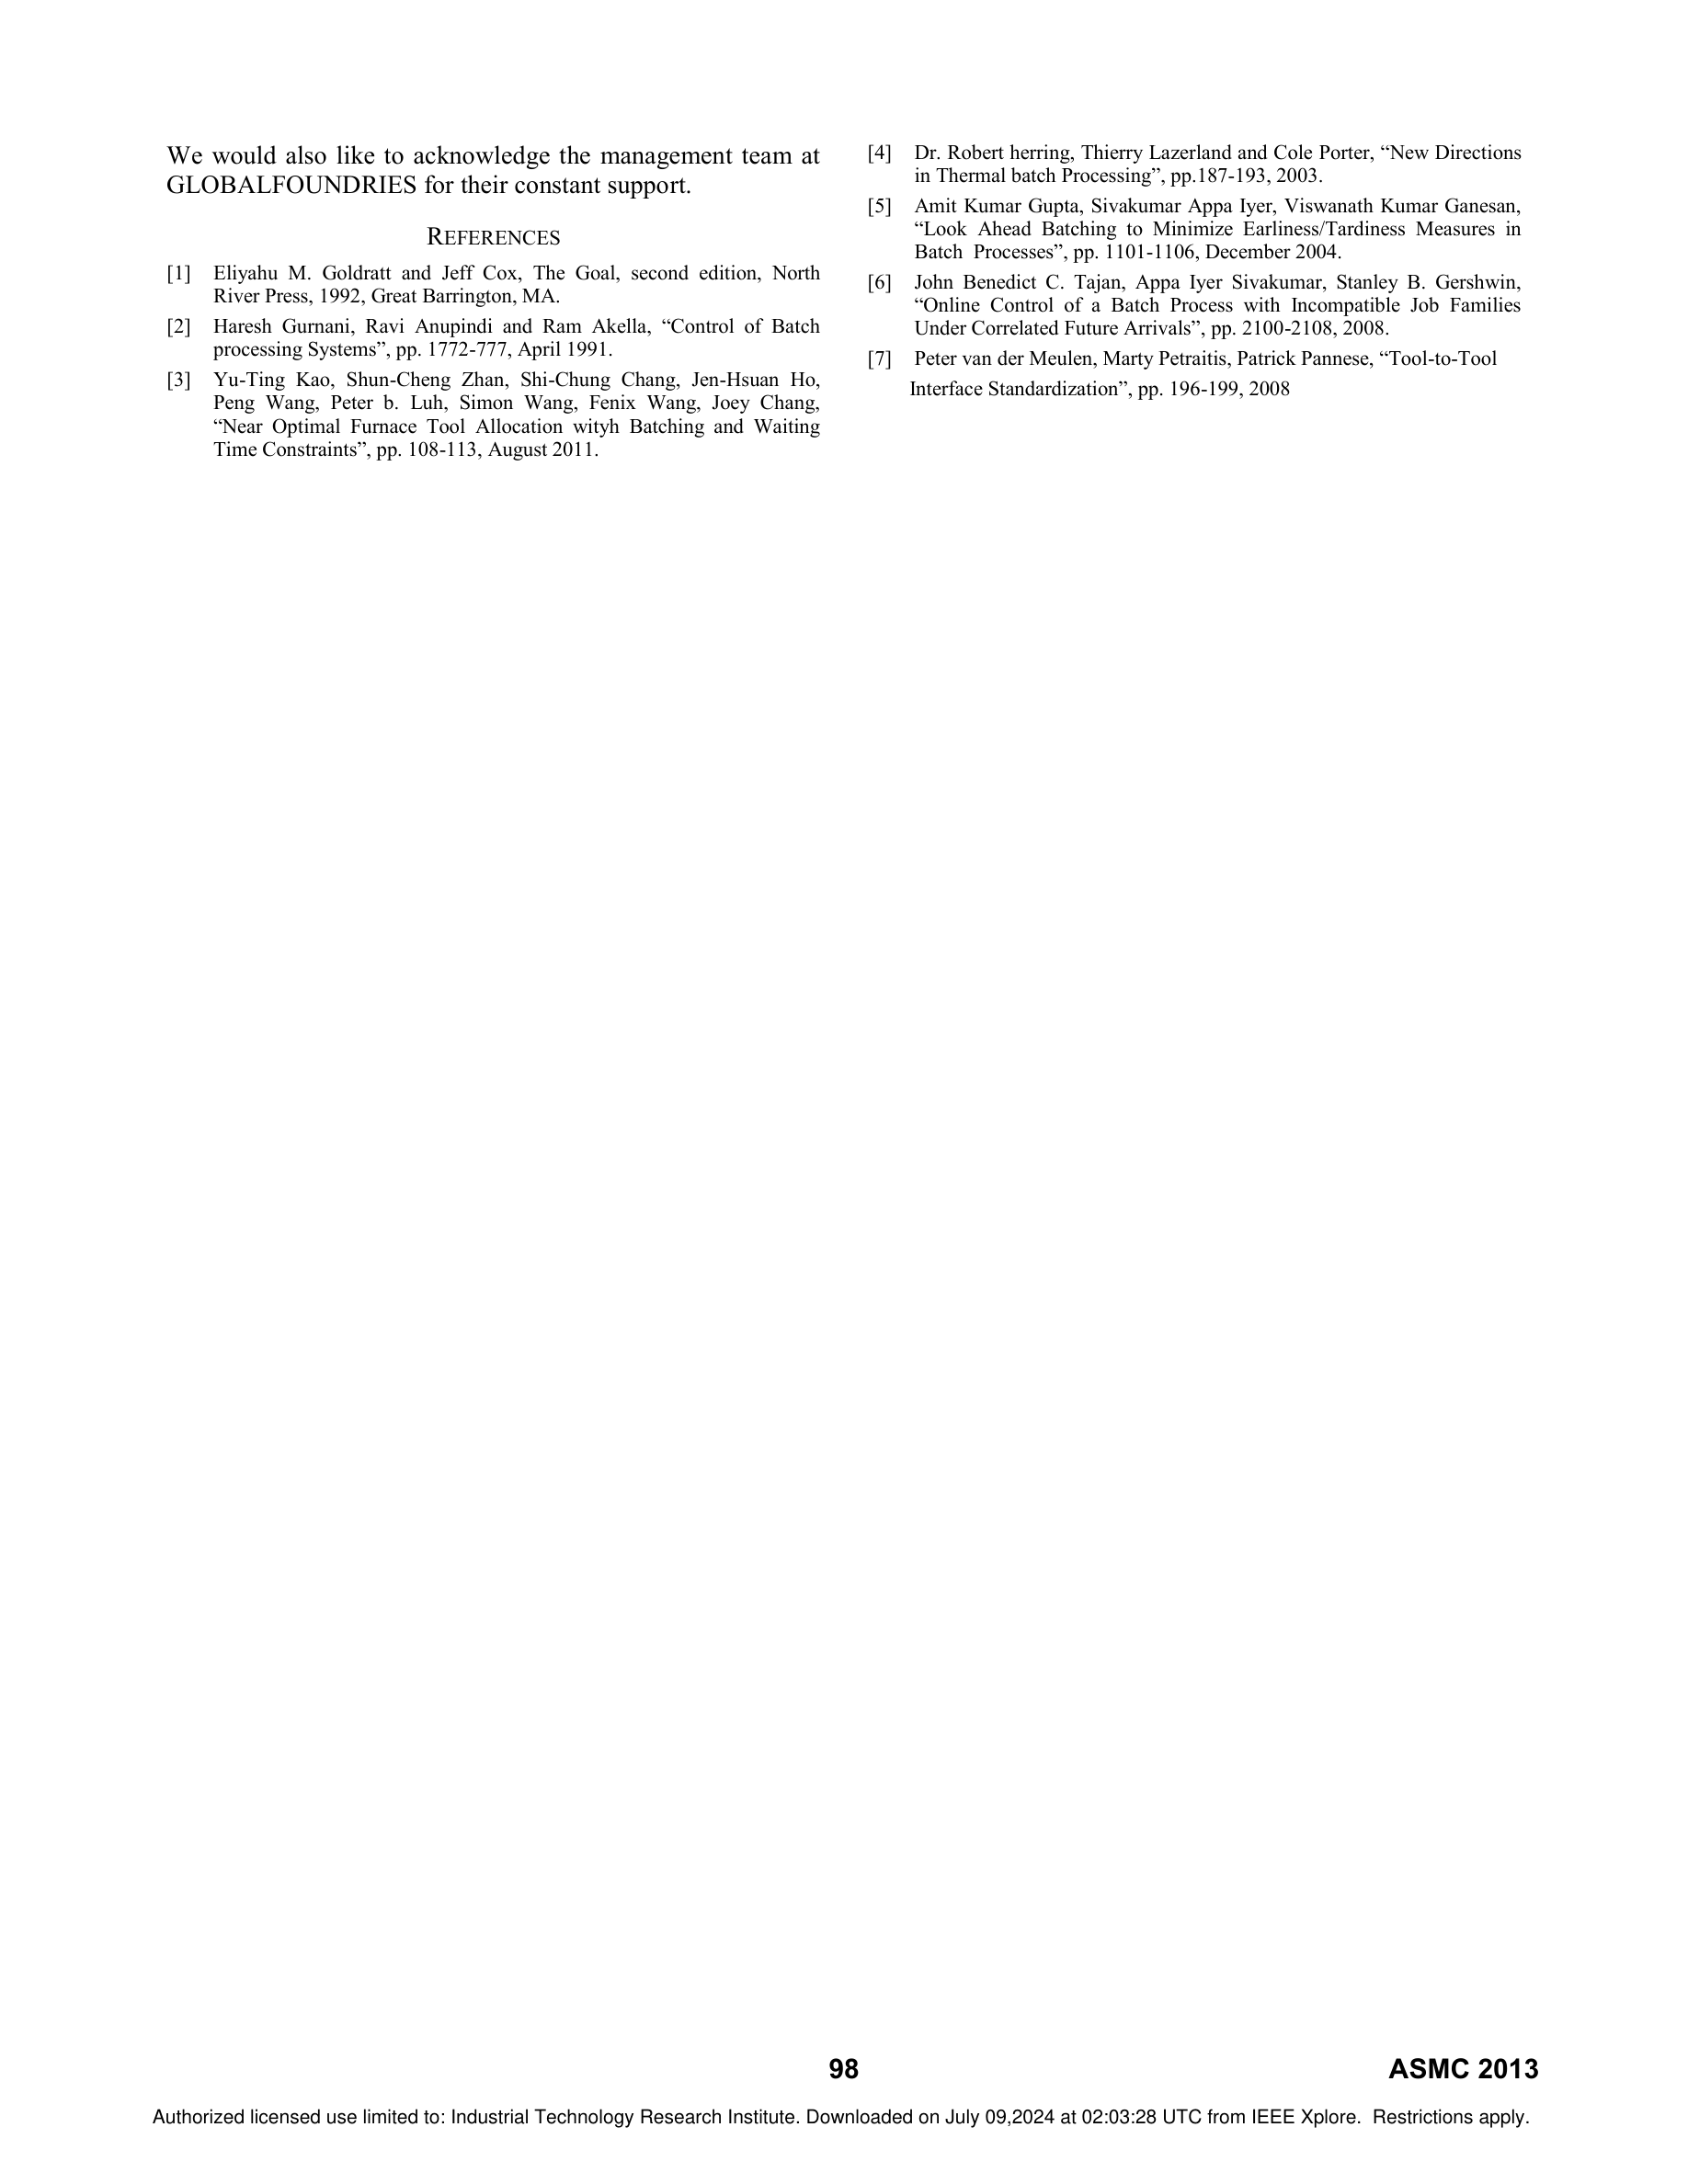 We would also like to acknowledge the management team at
GLOBALFOUNDRIES for their constant support.
REFERENCES
[1] Eliyahu M. Goldratt and Jeff Cox, The Goal, second edition, North
River Press, 1992, Great Barrington, MA.
[2] Haresh Gurnani, Ravi Anupindi and Ram Akella, “Control of Batch
processing Systems”, pp. 1772-777, April 1991.
[3] Yu-Ting Kao, Shun-Cheng Zhan, Shi-Chung Chang, Jen-Hsuan Ho,
Peng Wang, Peter b. Luh, Simon Wang, Fenix Wang, Joey Chang,
“Near Optimal Furnace Tool Allocation wityh Batching and Waiting
Time Constraints”, pp. 108-113, August 2011.
[4] Dr. Robert herring, Thierry Lazerland and Cole Porter, “New Directions
in Thermal batch Processing”, pp.187-193, 2003.
[5] Amit Kumar Gupta, Sivakumar Appa Iyer, Viswanath Kumar Ganesan,
“Look Ahead Batching to Minimize Earliness/Tardiness Measures in
Batch Processes”, pp. 1101-1106, December 2004.
[6] John Benedict C. Tajan, Appa Iyer Sivakumar, Stanley B. Gershwin,
“Online Control of a Batch Process with Incompatible Job Families
Under Correlated Future Arrivals”, pp. 2100-2108, 2008.
[7] Peter van der Meulen, Marty Petraitis, Patrick Pannese, “Tool-to-Tool
Interface Standardization”, pp. 196-199, 2008
98
ASMC 2013
Authorized licensed use limited to: Industrial Technology Research Institute. Downloaded on July 09,2024 at 02:03:28 UTC from IEEE Xplore. Restrictions apply.